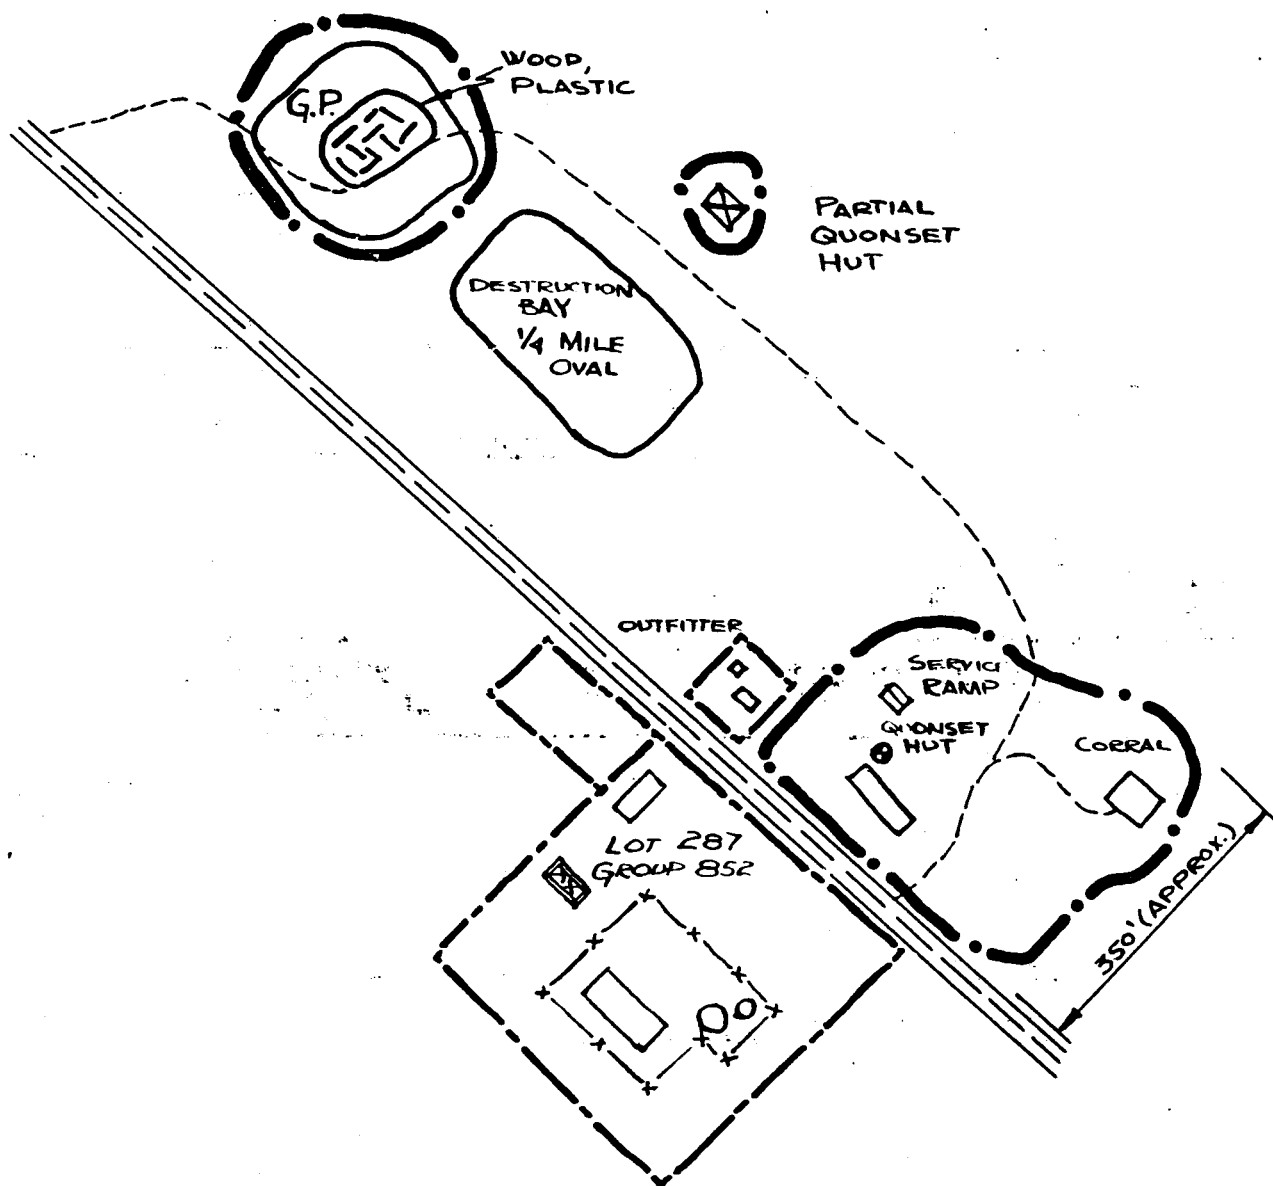 WOOD,
PLASTIC
G.P.
PARTIAL
QUONSET
HUT
DESTRUCTION
BAY
1/4 MILE
OVAL
OUTFITTER
SERVICE
RAMP
QUONSET
HUT
CORRAL
LOT 287
GROUP 852
350' (APPROX.)